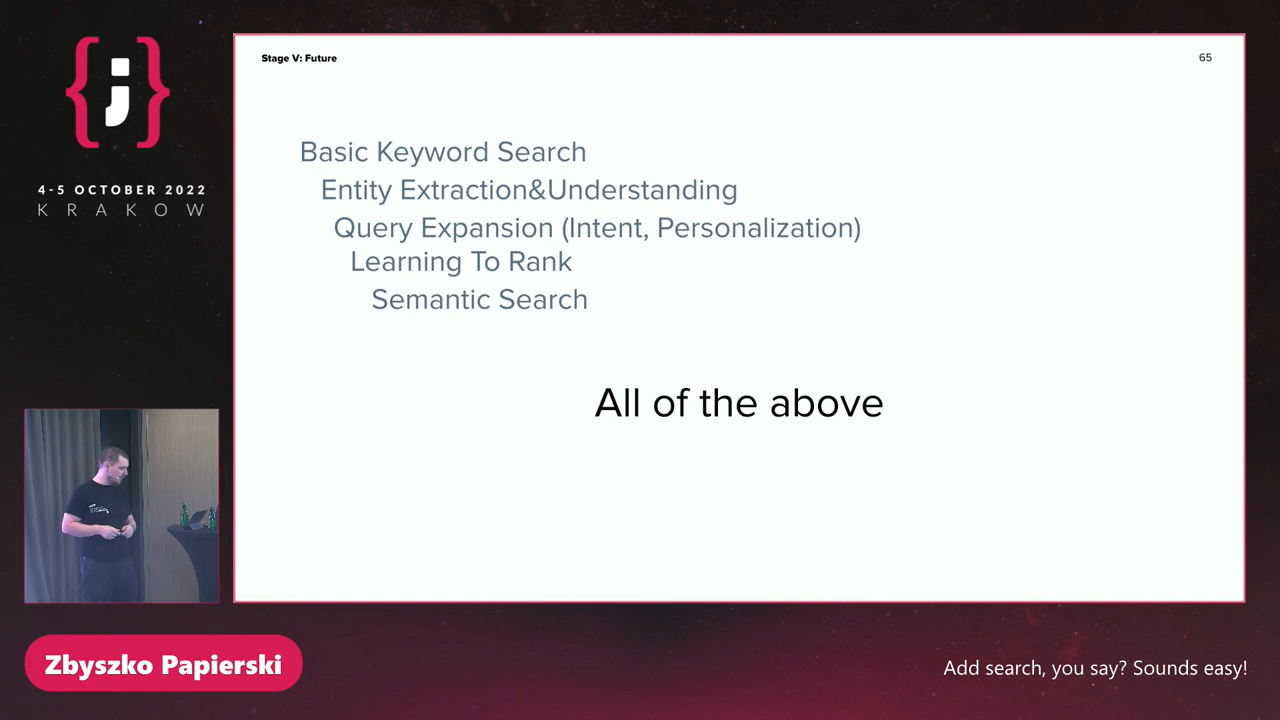 4-5 OCTOBER 2022
KRAKOW
Stage V: Future
65
Basic Keyword Search
Entity Extraction&Understanding
Query Expansion (Intent, Personalization)
Learning To Rank
Semantic Search
All of the above
Zbyszko Papierski
Add search, you say? Sounds easy!